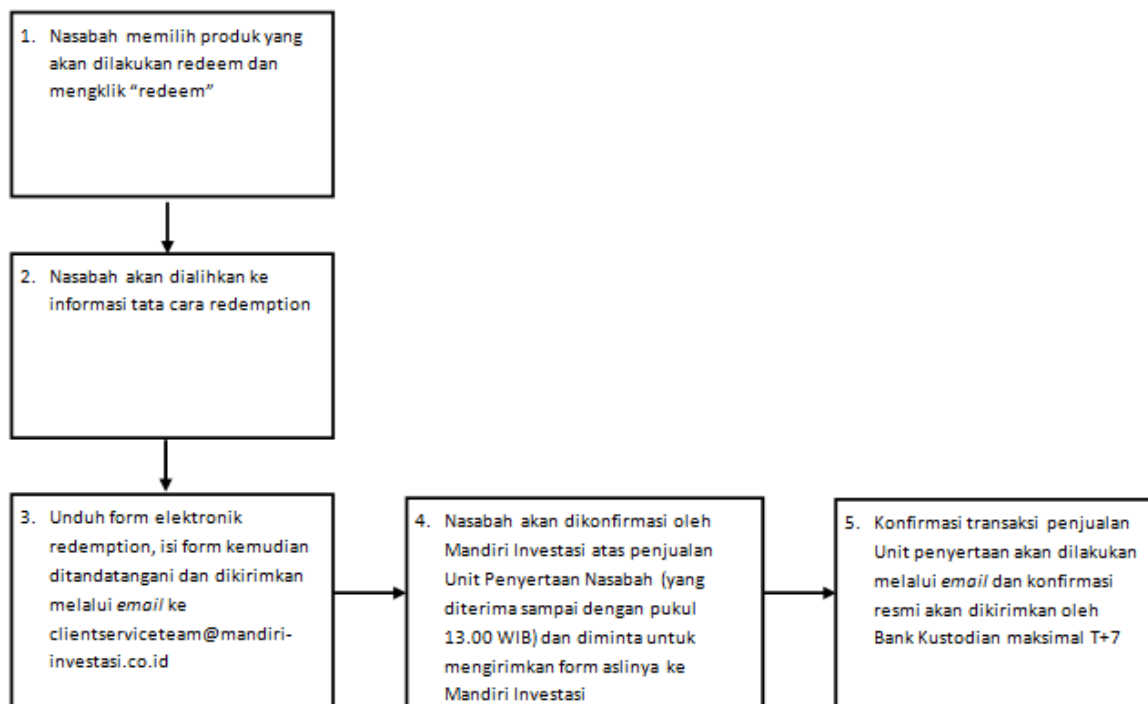 1. Nasabah memilih produk yang
akan dilakukan redeem dan
mengklik “redeem”
2. Nasabah akan dialihkan ke
informasi tata cara redemption
3. Unduh form elektronik
redemption, isi form kemudian
ditandatangani dan dikirimkan
melalui email ke
clientserviceteam@mandiri-
investasi.co.id
4. Nasabah akan dikonfirmasi oleh
Mandiri Investasi atas penjualan
Unit Penyertaan Nasabah (yang
diterima sampai dengan pukul
13.00 WIB) dan diminta untuk
mengirimkan form aslinya ke
Mandiri Investasi
5. Konfirmasi transaksi penjualan
Unit penyertaan akan dilakukan
melalui email dan konfirmasi
resmi akan dikirimkan oleh
Bank Kustodian maksimal T+7